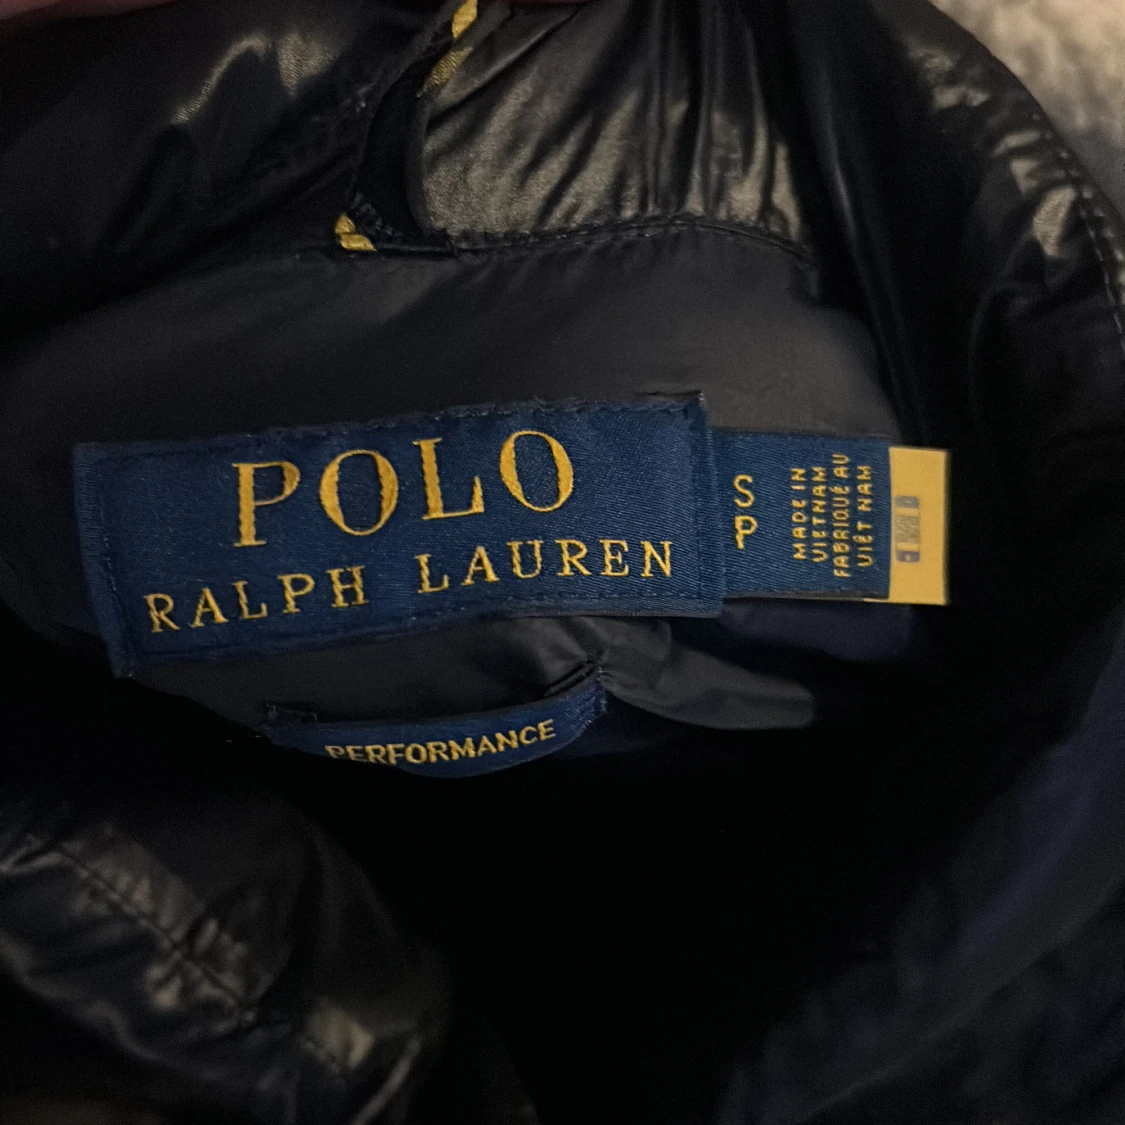 POLO
RALPH LAUREN
S
P
MADE IN
VIETNAM
FABRIQUÉ AU
VIÊT NAM
PERFORMANCE